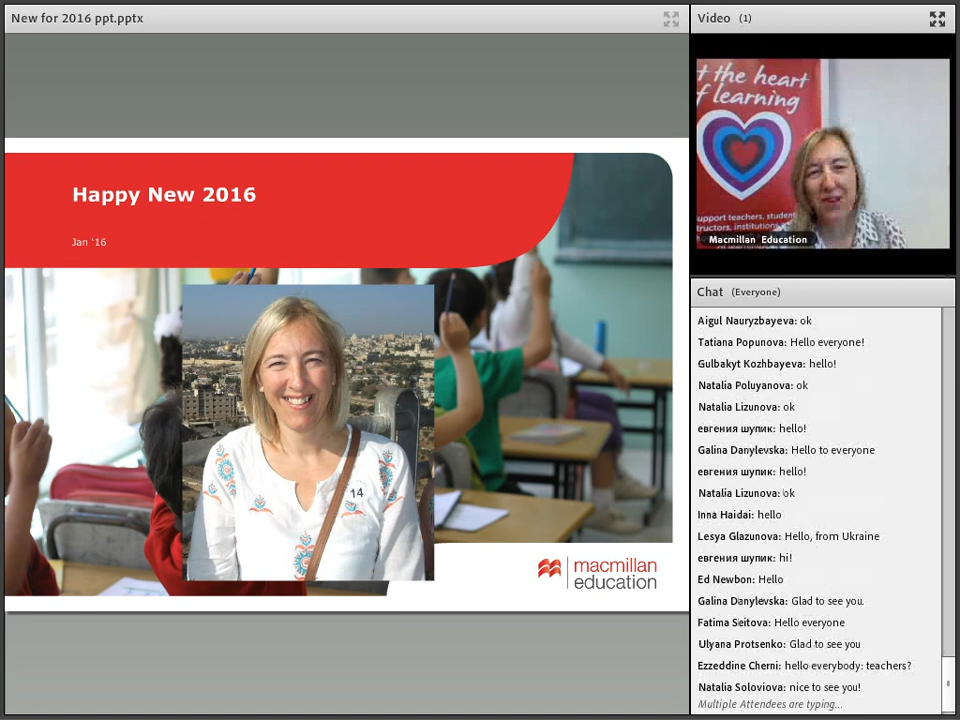 New for 2016 ppt.pptx
Happy New 2016
Jan '16
14
macmillan
education
Video (1)
t the heart
f learning
upport teachers, student
tructors, institutions
Macmillan Education
Chat (Everyone)
Aigul Nauryzbayeva: ok
Tatiana Popunova: Hello everyone!
Gulbakyt Kozhbayeva: hello!
Natalia Poluyanova: ok
Natalia Lizunova: ok
евгения шупик: hello!
Galina Danylevska: Hello to everyone
евгения шупик: hello!
Natalia Lizunova: ok
Inna Haidai: hello
Lesya Glazunova: Hello, from Ukraine
евгения шупик: hi!
Ed Newbon: Hello
Galina Danylevska: Glad to see you.
Fatima Seitova: Hello everyone
Ulyana Protsenko: Glad to see you
Ezzeddine Cherni: hello everybody: teachers?
Natalia Soloviova: nice to see you!
Multiple Attendees are typing...